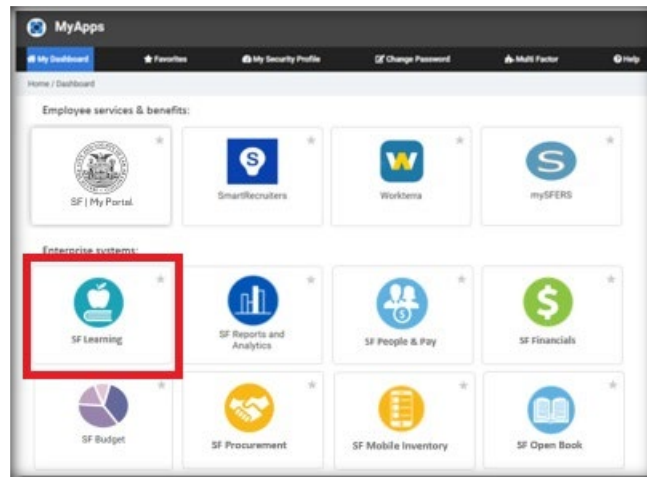 MyApps
My Dashboard Favorites My Security Profile Change Password Multi Factor Help
Home / Dashboard
Employee services & benefits:
SF | My Portal
S
SmartRecruiters
W
Workterra
S
mySFERS
Enterprise systems:
SF Learning
SF Reports and
Analytics
$
SF People & Pay
$
SF Financials
SF Budget
SF Procurement
SF Mobile Inventory
SF Open Book